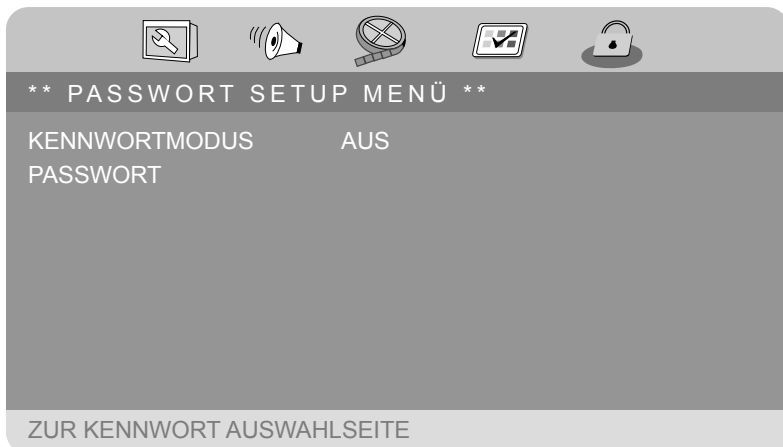 ** PASSWORT SETUP MENÜ **
KENNWORTMODUS AUS
PASSWORT
ZUR KENNWORT AUSWAHLSEITE